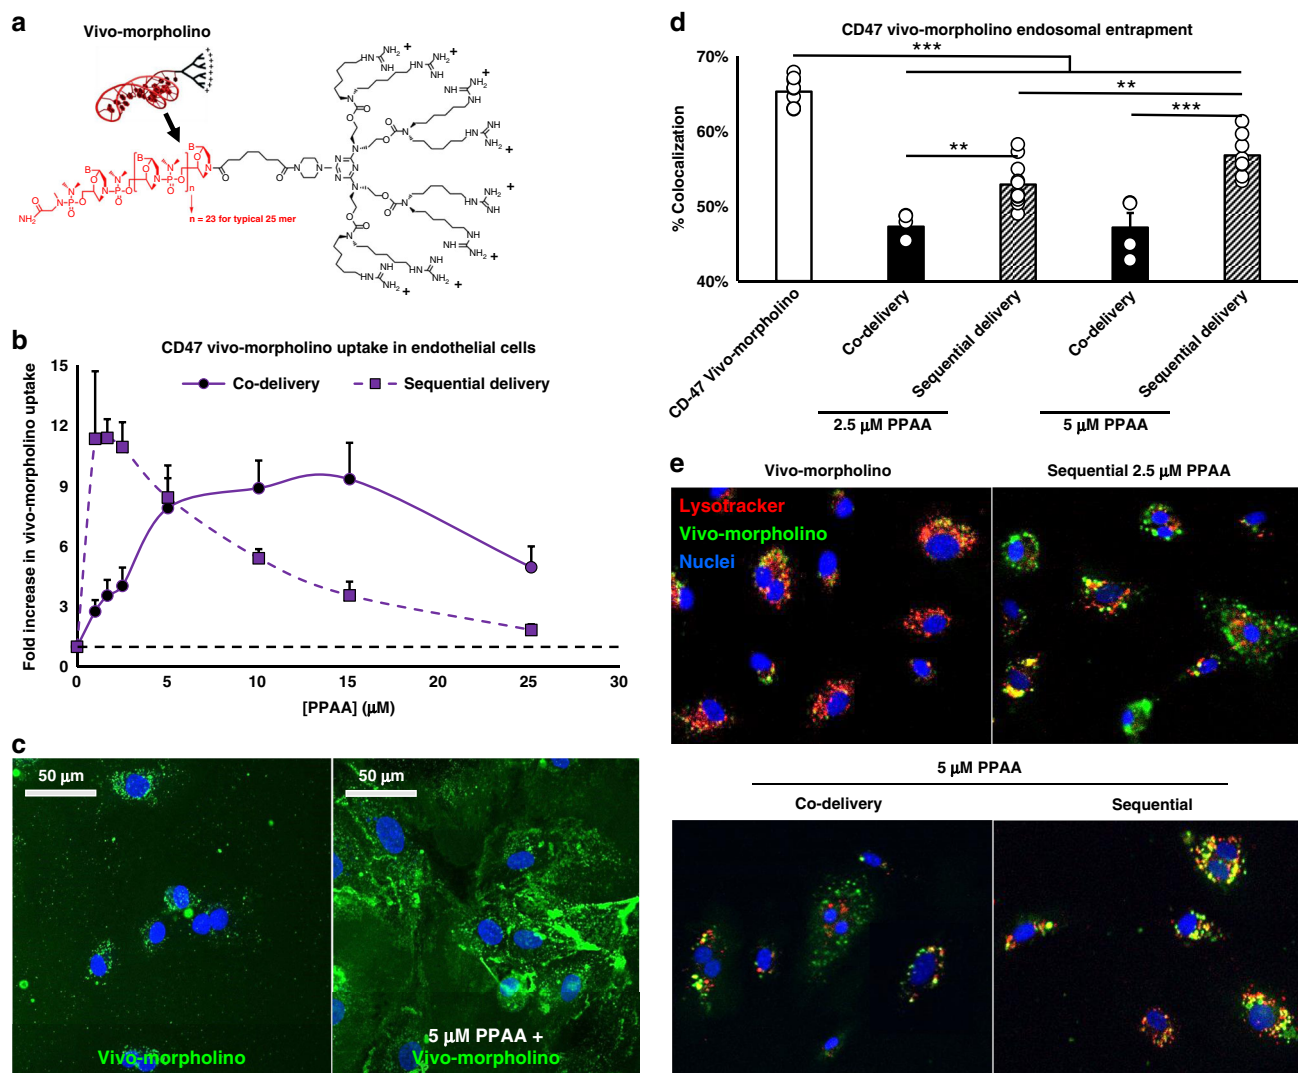 a
Vivo-morpholino
n = 23 for typical 25 mer
b
CD47 vivo-morpholino uptake in endothelial cells
Fold increase in vivo-morpholino uptake
Co-delivery
Sequential delivery
15
12
9
6
3
0
0 5 10 15 20 25 30
[PPAA] (μM)
c
50 μm
Vivo-morpholino
50 μm
5 μM PPAA +
Vivo-morpholino
d
CD47 vivo-morpholino endosomal entrapment
% Colocalization
70%
60%
50%
40%
***
**
***
**
CD-47 Vivo-morpholino
Co-delivery
Sequential delivery
Co-delivery
Sequential delivery
2.5 μM PPAA
5 μM PPAA
e
Vivo-morpholino
Sequential 2.5 μM PPAA
Lysotracker
Vivo-morpholino
Nuclei
5 μM PPAA
Co-delivery
Sequential